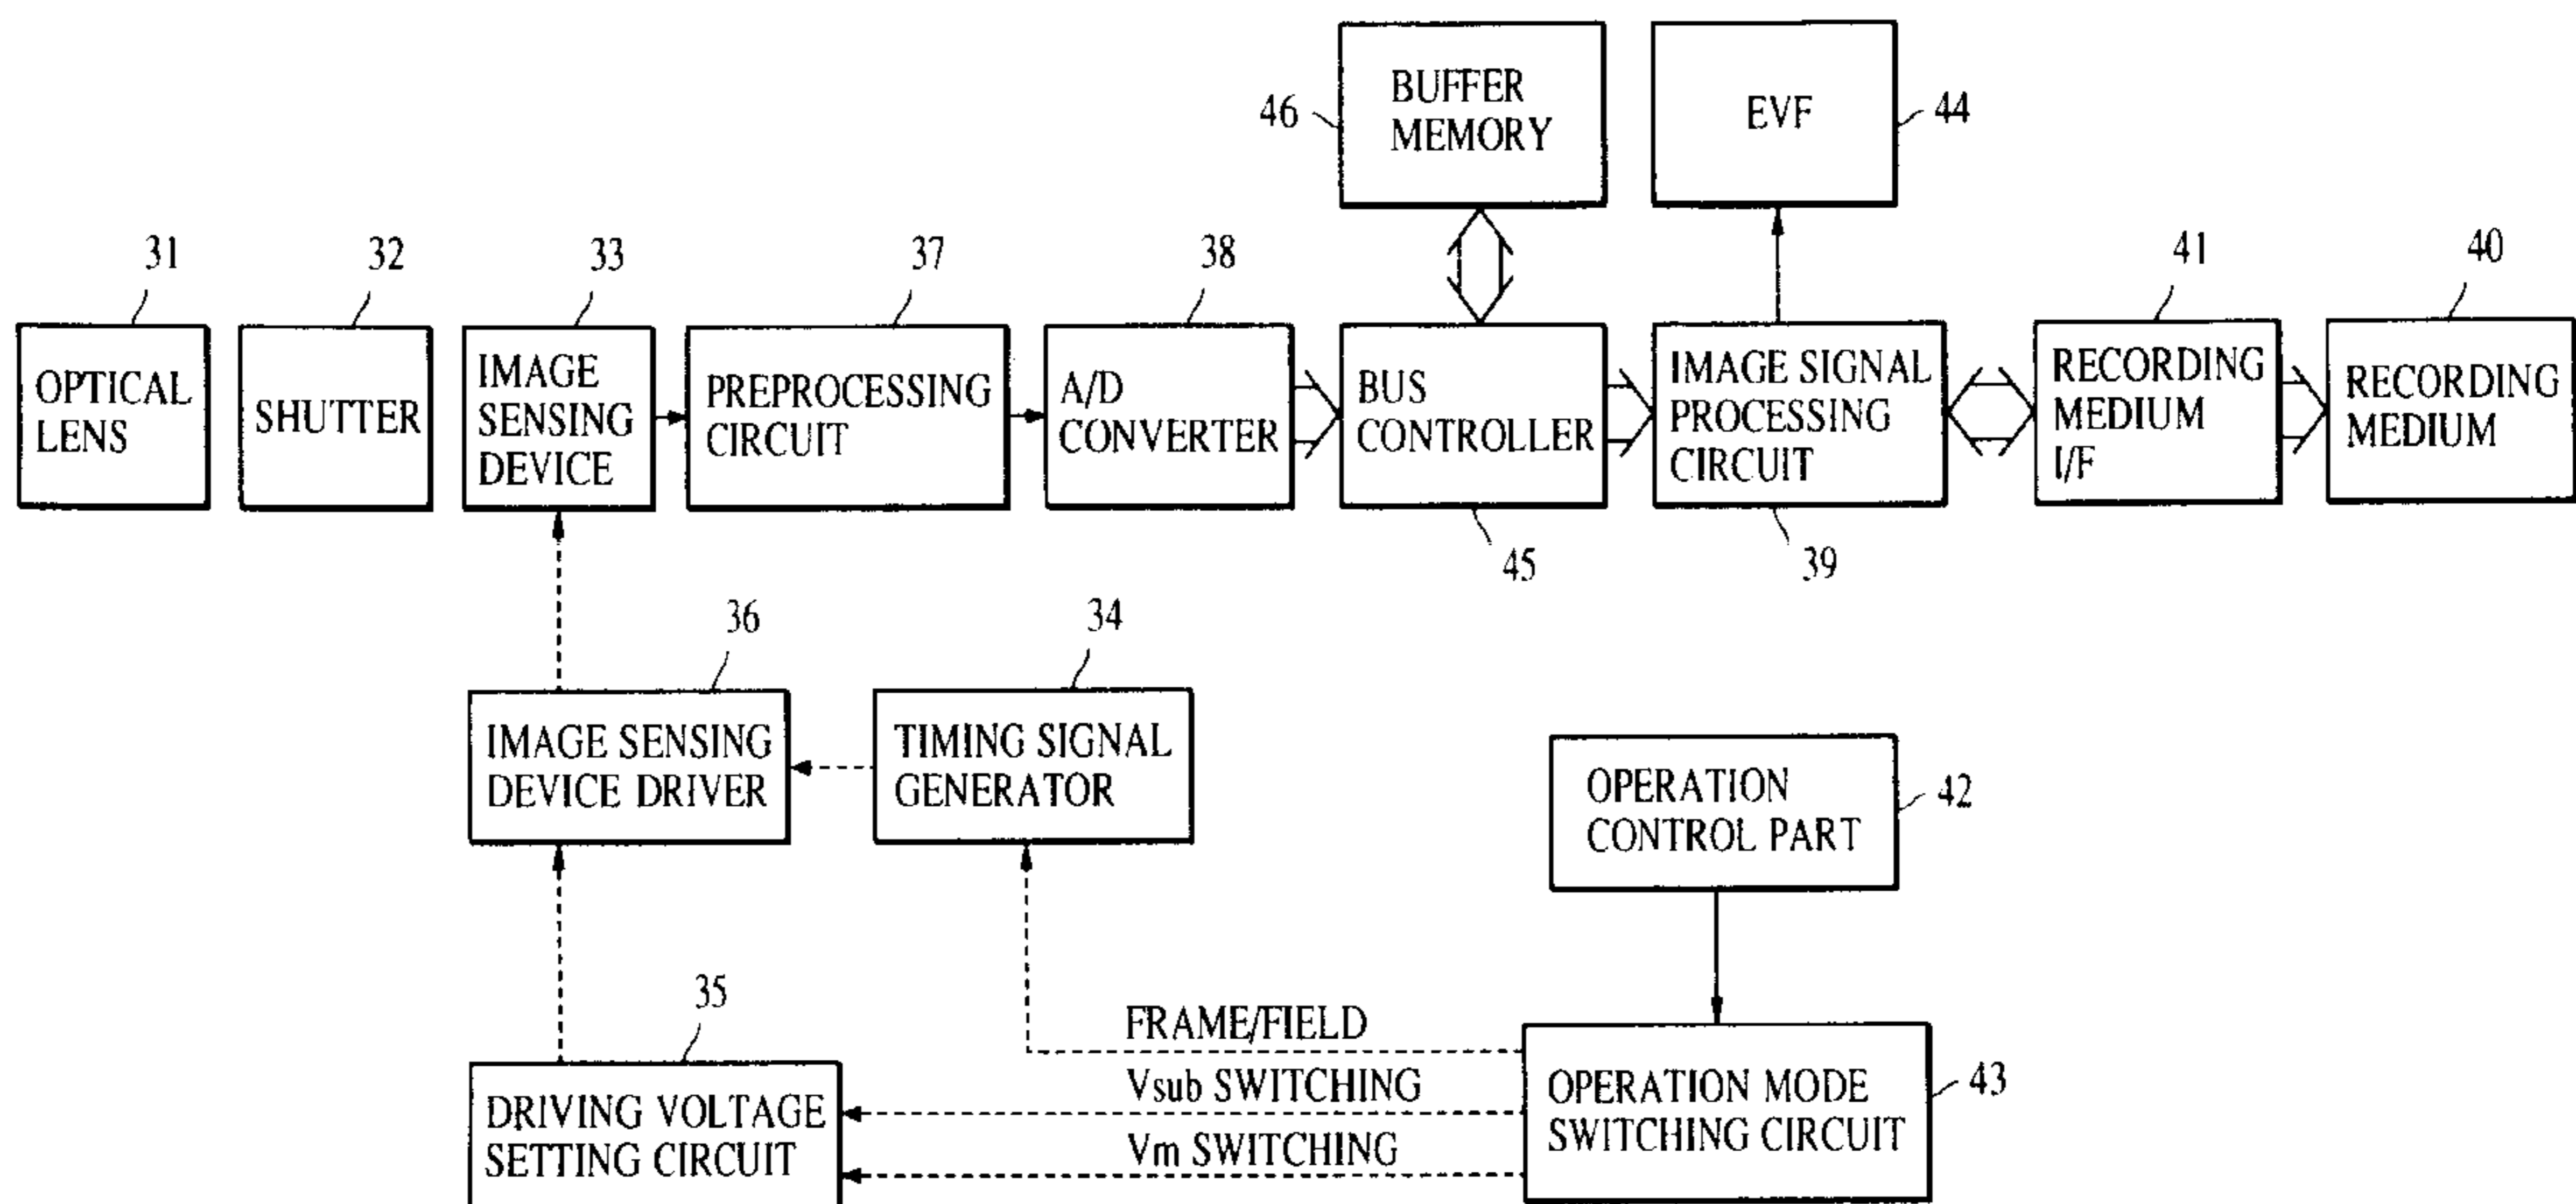 BUFFER
MEMORY
46
EVF
44
31
32
33
37
38
41
40
OPTICAL
LENS
SHUTTER
IMAGE
SENSING
DEVICE
PREPROCESSING
CIRCUIT
A/D
CONVERTER
BUS
CONTROLLER
IMAGE SIGNAL
PROCESSING
CIRCUIT
RECORDING
MEDIUM
I/F
RECORDING
MEDIUM
45
39
36
34
IMAGE SENSING
DEVICE DRIVER
TIMING SIGNAL
GENERATOR
OPERATION
CONTROL PART
42
35
FRAME/FIELD
Vsub SWITCHING
Vm SWITCHING
DRIVING VOLTAGE
SETTING CIRCUIT
OPERATION MODE
SWITCHING CIRCUIT
43